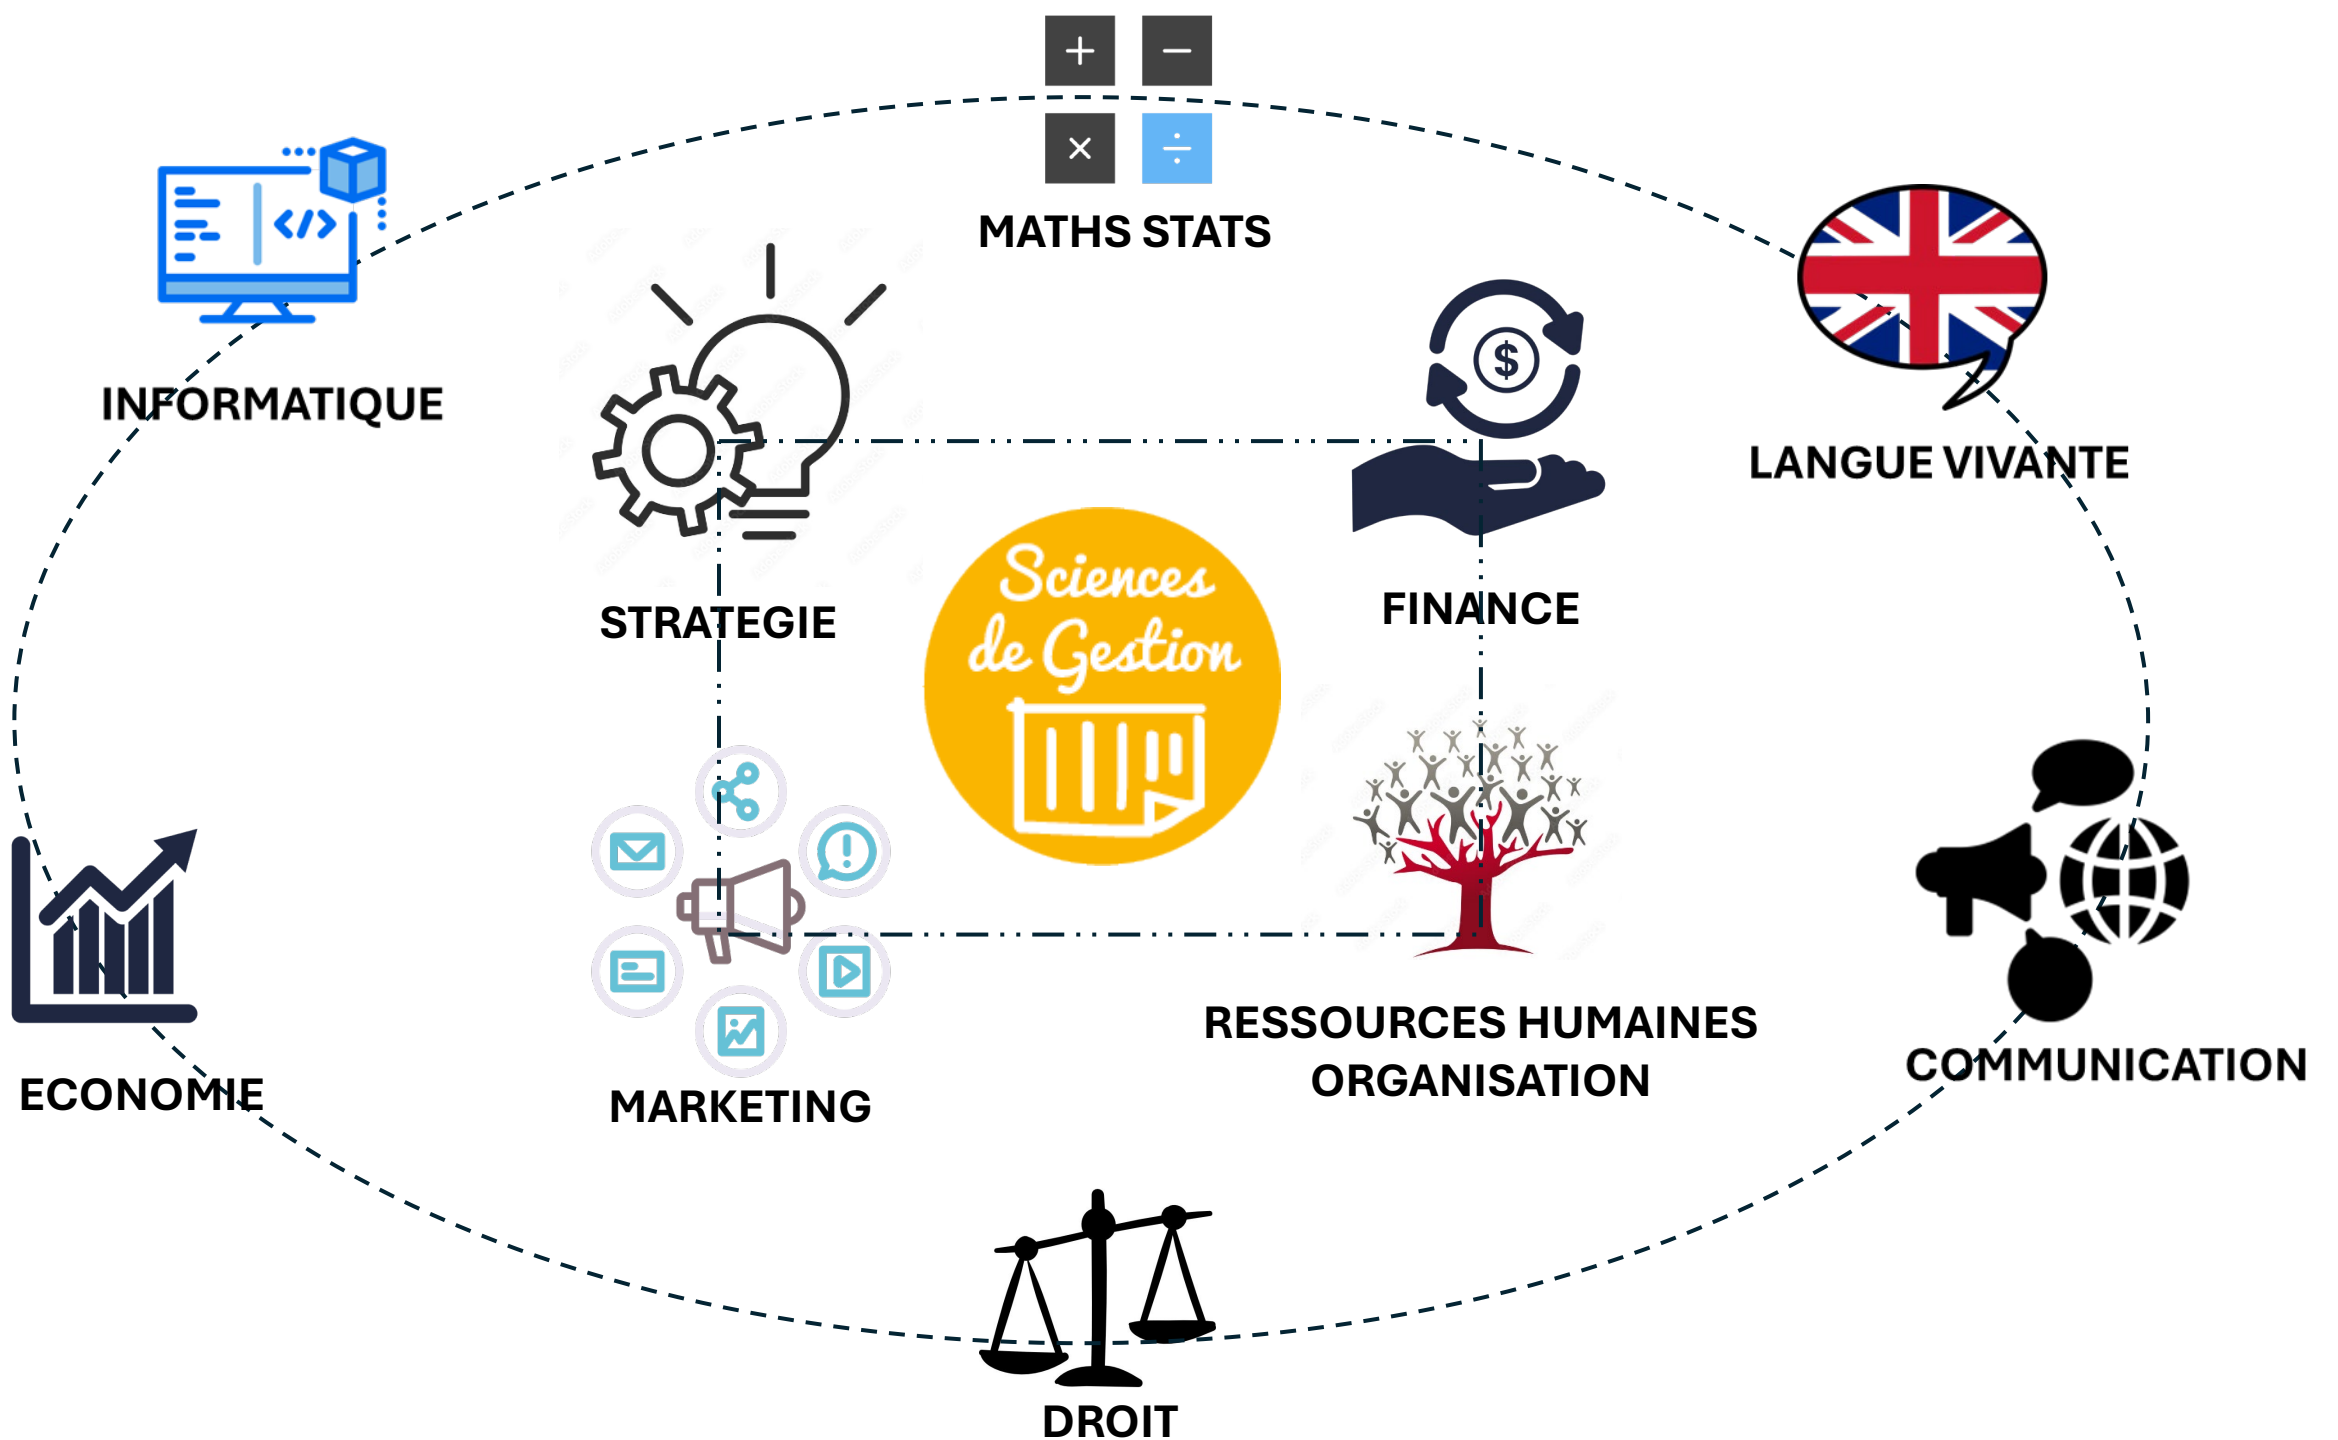 MATHS STATS
INFORMATIQUE
LANGUE VIVANTE
STRATEGIE
FINANCE
Sciences
de Gestion
MARKETING
RESSOURCES HUMAINES
ORGANISATION
ECONOMIE
COMMUNICATION
DROIT